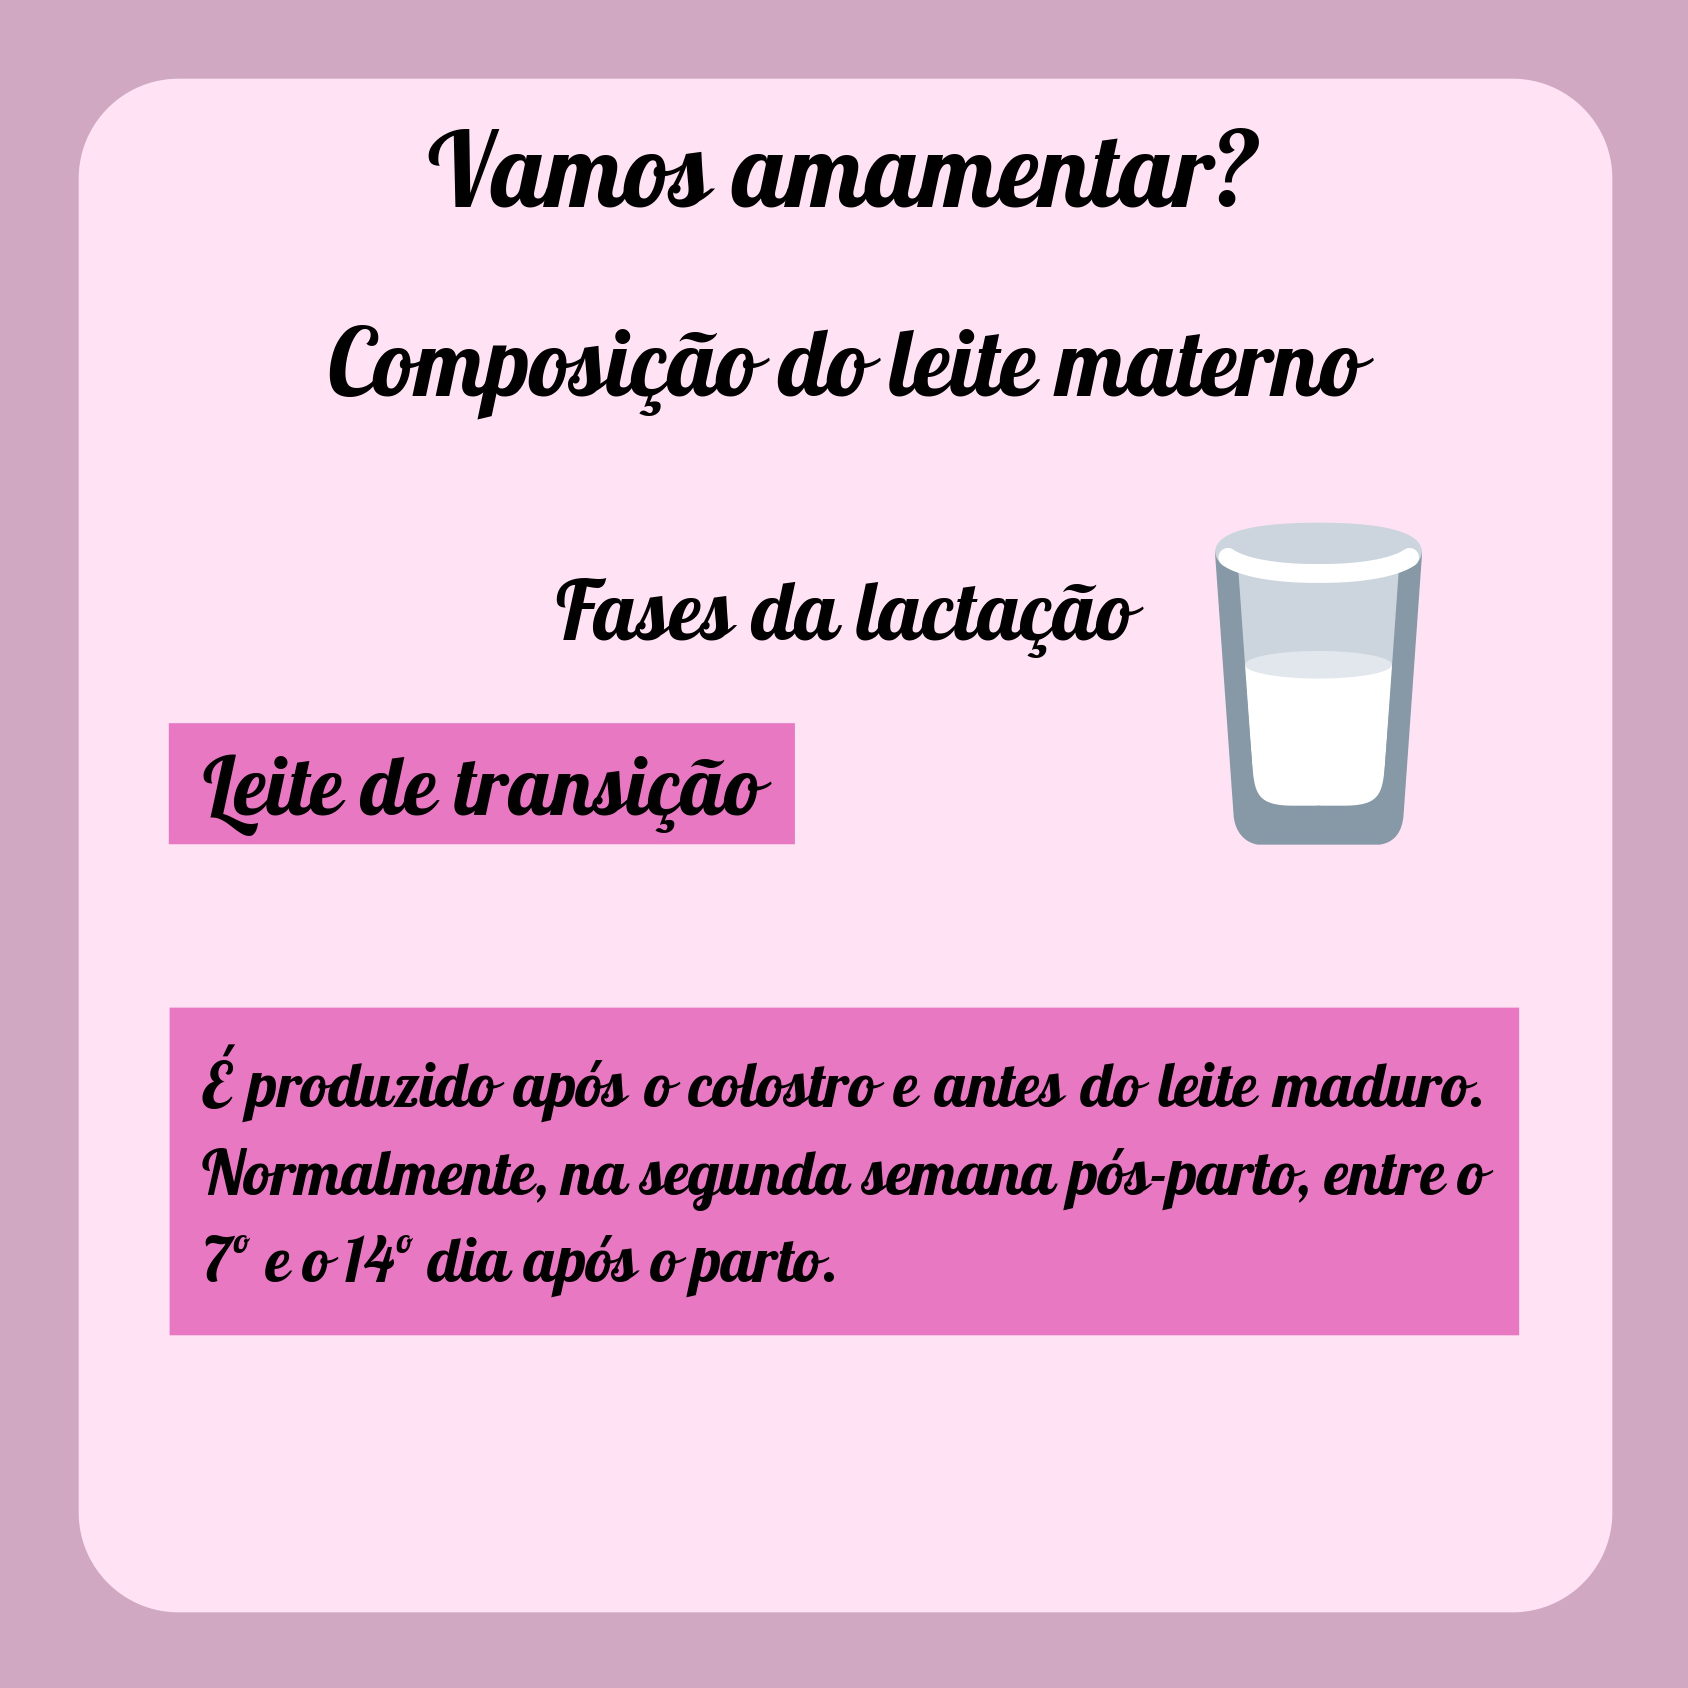 Vamos amamentar?
Composição do leite materno
Fases da lactação
Leite de transição
É produzido após o colostro e antes do leite maduro.
Normalmente, na segunda semana pós-parto, entre o
7º e o 14º dia após o parto.